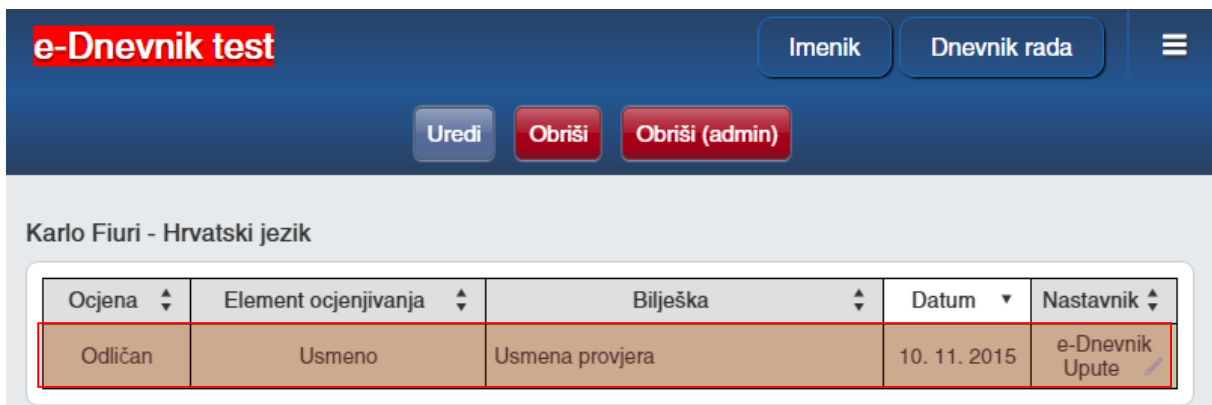 e-Dnevnik test Imenik Dnevnik rada
Uredi Obriši Obriši (admin)
Karlo Fiuri - Hrvatski jezik
Ocjena Element ocjenjivanja Bilješka Datum Nastavnik
Odličan Usmeno Usmena provjera 10. 11. 2015 e-Dnevnik
Upute